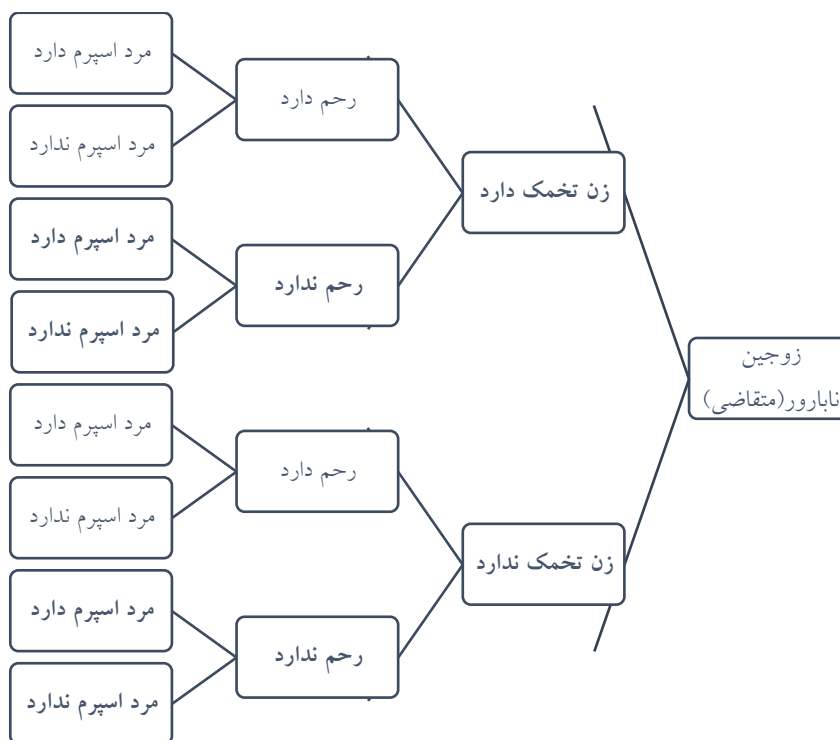 زوجین
نابارور(متقاضی)
زن تخمک دارد
رحم دارد
مرد اسپرم دارد
مرد اسپرم ندارد
رحم ندارد
مرد اسپرم دارد
مرد اسپرم ندارد
زن تخمک ندارد
رحم دارد
مرد اسپرم دارد
مرد اسپرم ندارد
رحم ندارد
مرد اسپرم دارد
مرد اسپرم ندارد